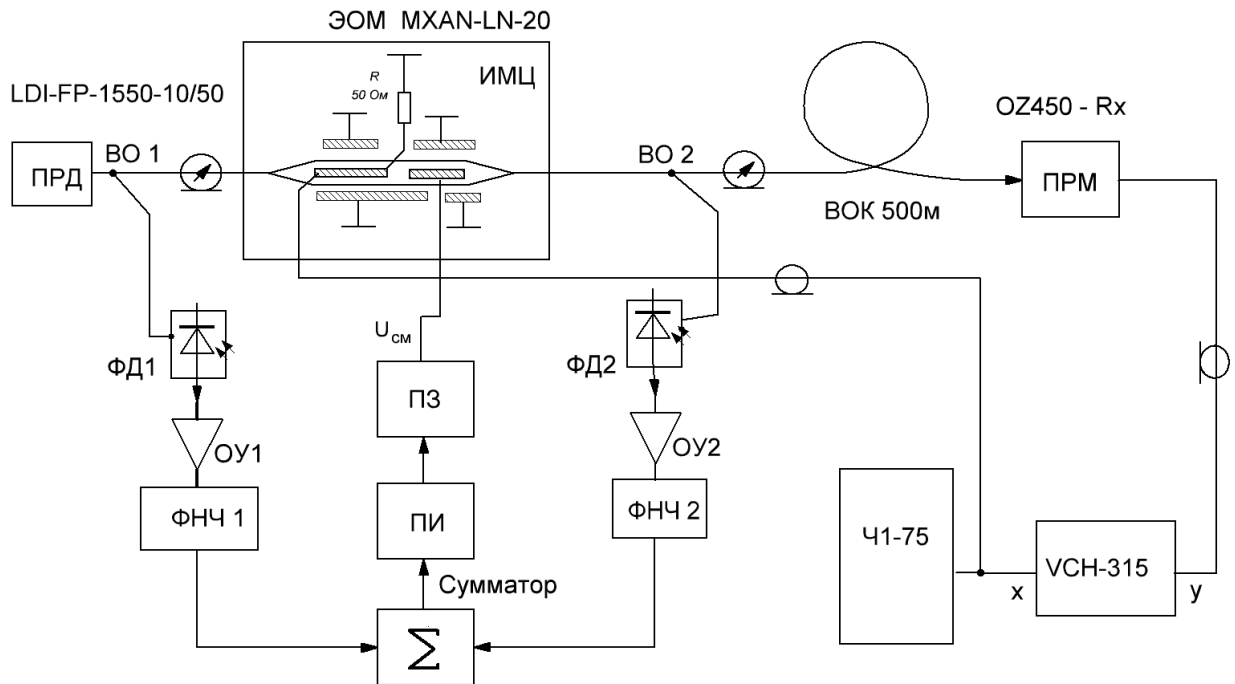 ЭОМ MXAN-LN-20
LDI-FP-1550-10/50
R
50 Ом
ИМЦ
OZ450 - Rx
ПРД
ВО 1
ВО 2
ПРМ
ВОК 500м
Uсм
ФД1
ФД2
ПЗ
ОУ1
ОУ2
ФНЧ 1
ПИ
ФНЧ 2
Ч1-75
VCH-315
x
y
Сумматор
Σ